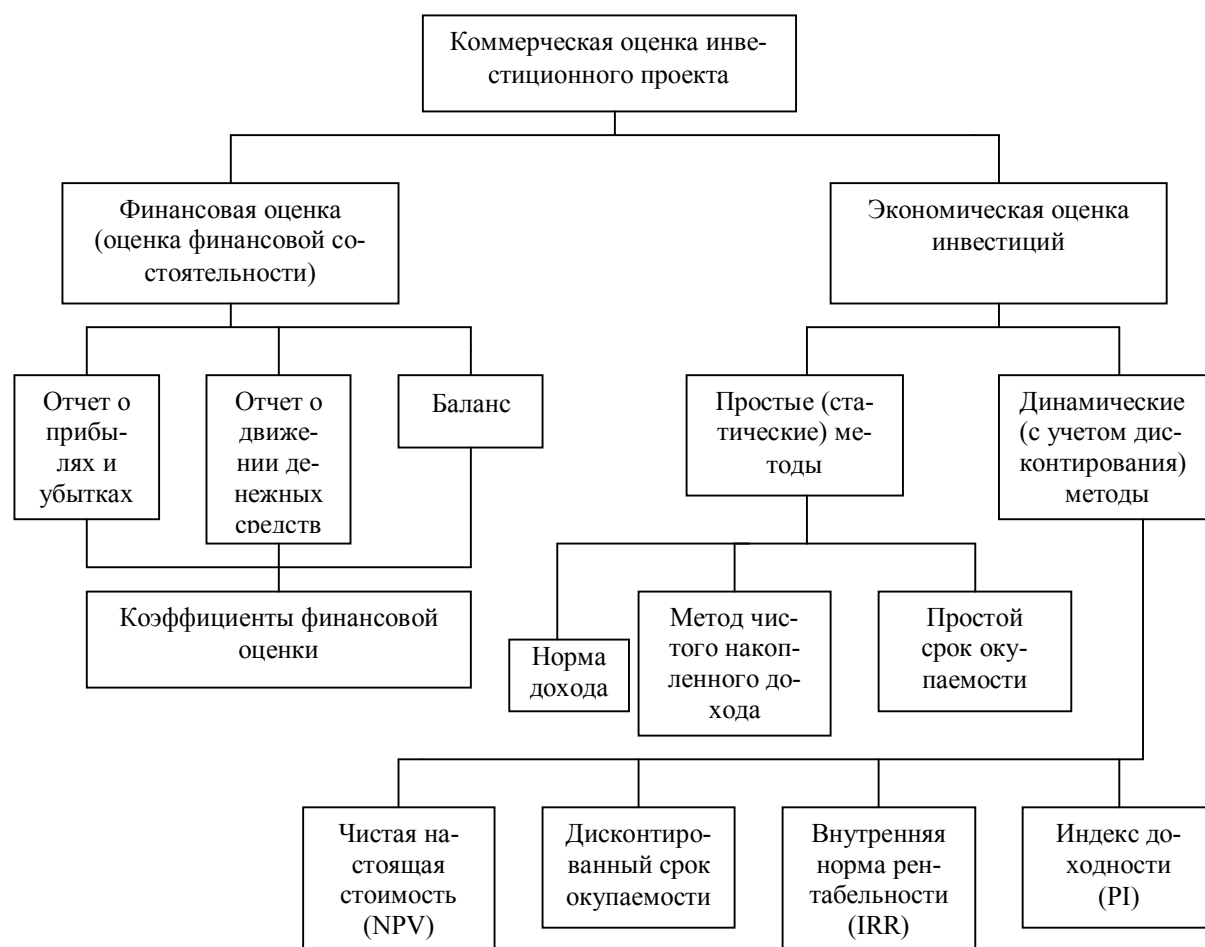 Коммерческая оценка инве-
стиционного проекта
Финансовая оценка
(оценка финансовой со-
стоятельности)
Экономическая оценка
инвестиций
Отчет о
прибы-
лях и
убытках
Отчет о
движе-
нии де-
нежных
средств
Баланс
Простые (ста-
тические) ме-
тоды
Динамические
(с учетом дис-
контирования)
методы
Коэффициенты финансовой
оценки
Норма
дохода
Метод чис-
того накоп-
ленного до-
хода
Простой
срок оку-
паемости
Чистая на-
стоящая
стоимость
(NPV)
Дисконтиро-
ванный срок
окупаемости
Внутренняя
норма рен-
табельности
(IRR)
Индекс до-
ходности
(PI)